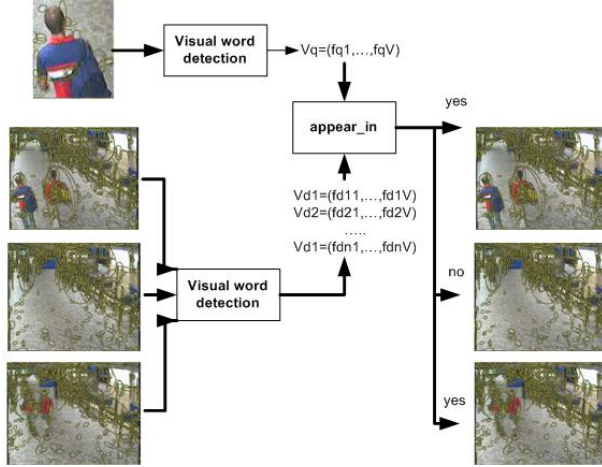 Visual word
detection
Vq=(fq1,...,fqV)
yes
appear_in
Vd1=(fd11,...,fd1V)
Vd2=(fd21,...,fd2V)
.....
Vd1=(fdn1,...,fdnV)
Visual word
detection
no
yes